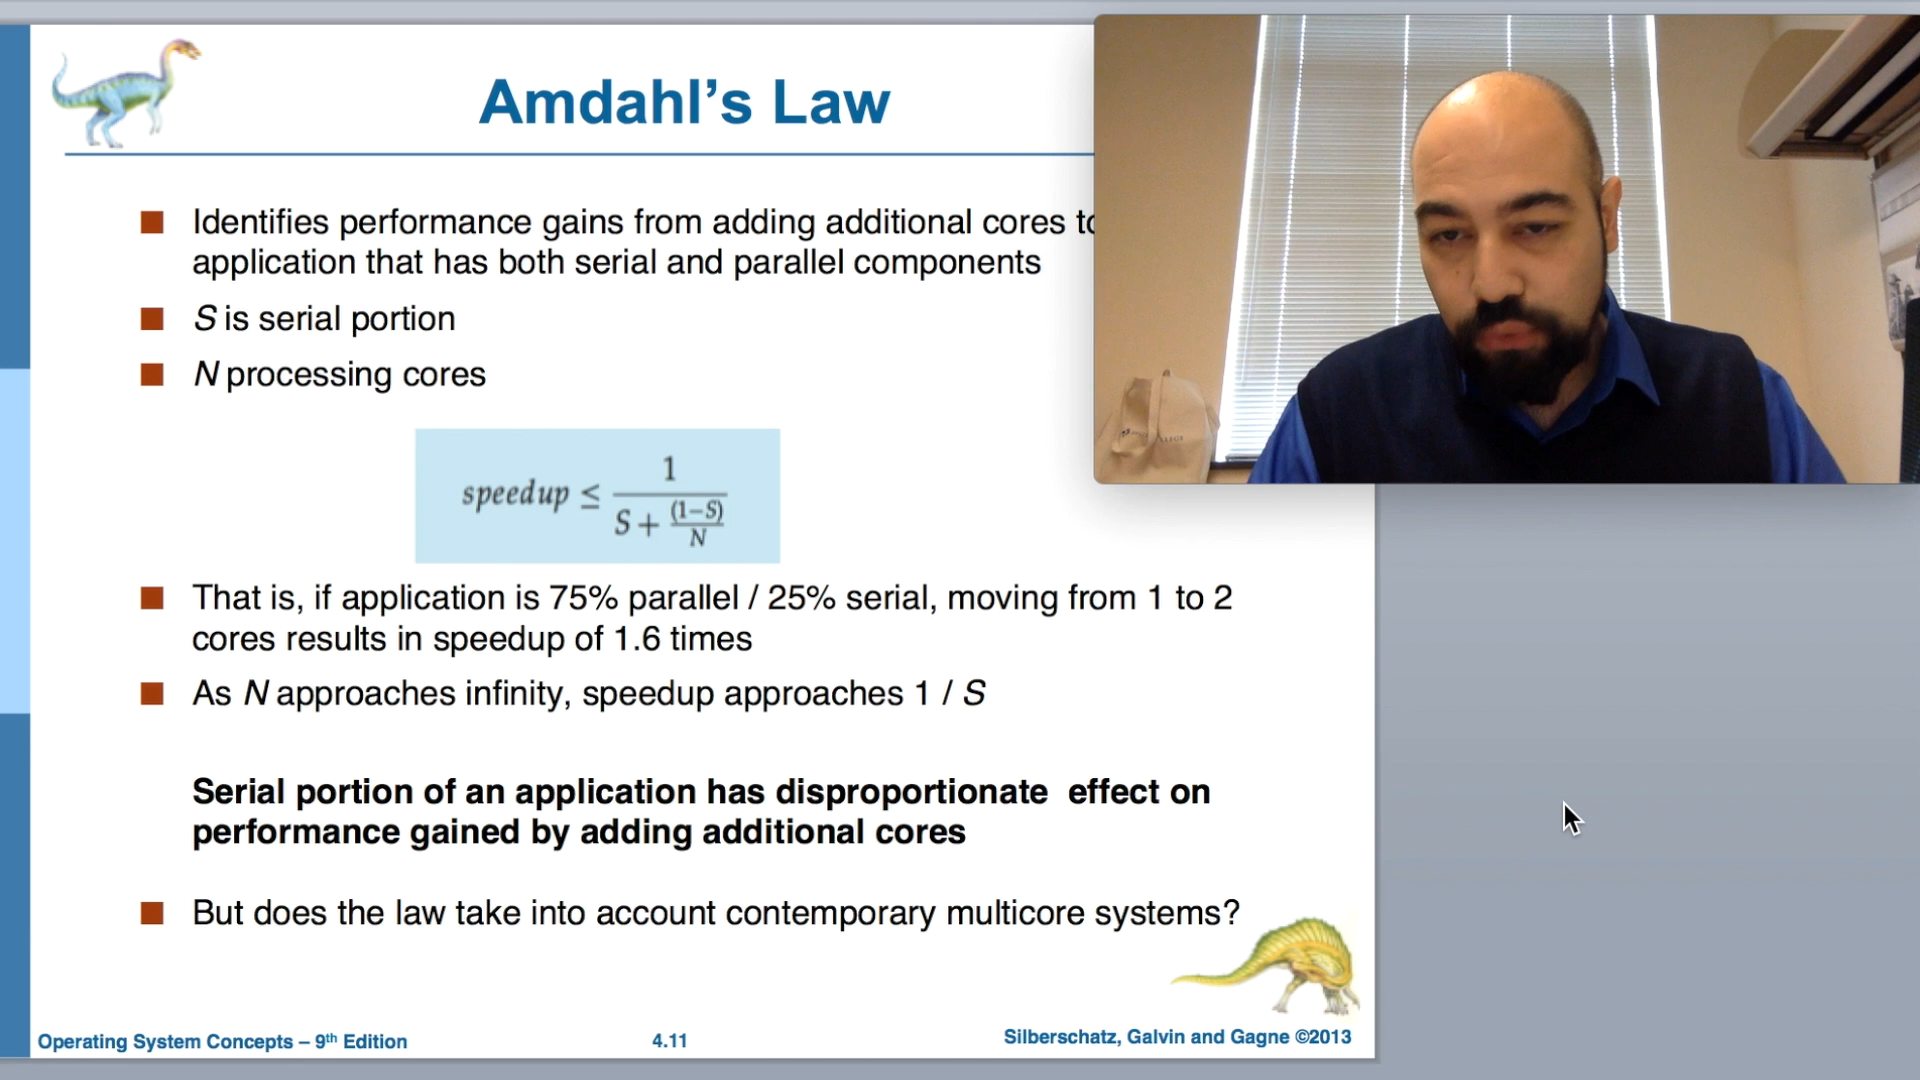 Amdahl’s Law
Identifies performance gains from adding additional cores to
application that has both serial and parallel components
S is serial portion
N processing cores
speedup ≤ 1 / (S + (1−S)/N)
That is, if application is 75% parallel / 25% serial, moving from 1 to 2
cores results in speedup of 1.6 times
As N approaches infinity, speedup approaches 1 / S
Serial portion of an application has disproportionate effect on
performance gained by adding additional cores
But does the law take into account contemporary multicore systems?
Operating System Concepts – 9th Edition
4.11
Silberschatz, Galvin and Gagne ©2013